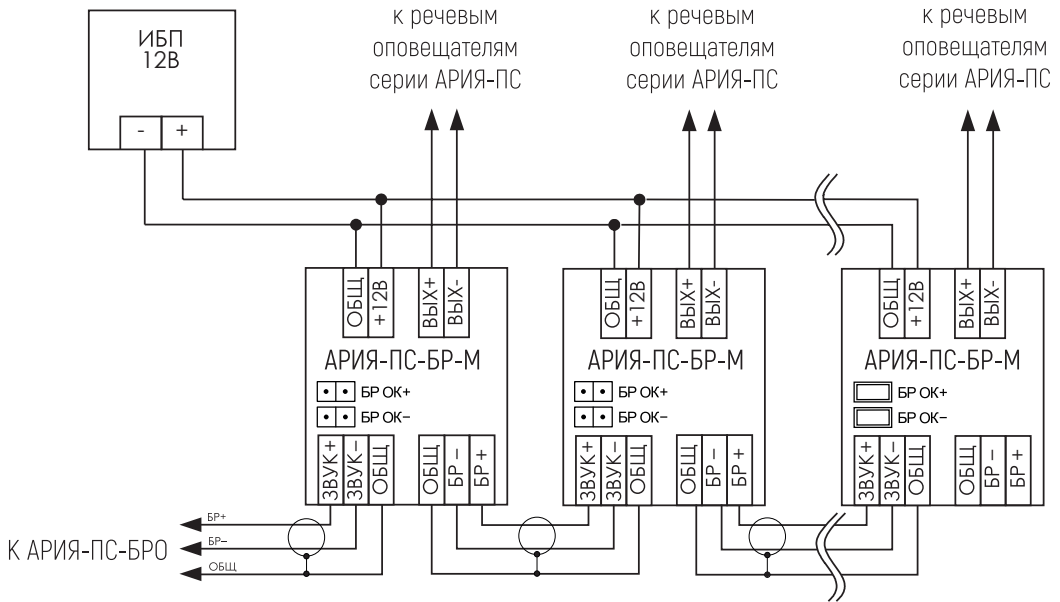 ИБП
12В
- +
к речевым
оповещателям
серии АРИЯ-ПС
к речевым
оповещателям
серии АРИЯ-ПС
к речевым
оповещателям
серии АРИЯ-ПС
ОБЩ
+12В
ВЫХ+
ВЫХ-
АРИЯ-ПС-БР-М
БР ОК+
БР ОК-
ЗВУК+
ЗВУК-
ОБЩ
ОБЩ
БР -
БР+
ОБЩ
+12В
ВЫХ+
ВЫХ-
АРИЯ-ПС-БР-М
БР ОК+
БР ОК-
ЗВУК+
ЗВУК-
ОБЩ
ОБЩ
БР -
БР +
ОБЩ
+12В
ВЫХ+
ВЫХ-
АРИЯ-ПС-БР-М
БР ОК+
БР ОК-
ЗВУК+
ЗВУК-
ОБЩ
ОБЩ
БР -
БР +
К АРИЯ-ПС-БРО
БР+
БР-
ОБЩ